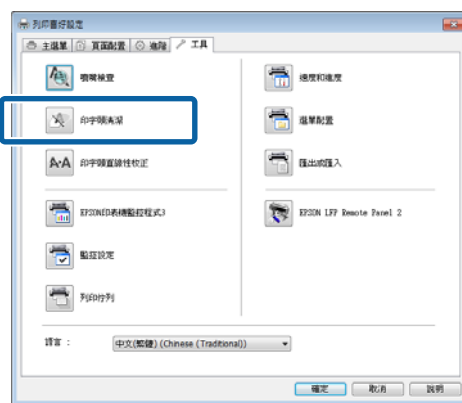 列印喜好設定
主選單 頁面配置 進階 工具
噴嘴檢查
速度和進度
印字頭清潔
選單配置
A·A 印字頭直線性校正
匯出或匯入
EPSON印表機監控程式3
EPSON LFP Remote Panel 2
監控設定
列印佇列
語言： 中文(繁體) (Chinese (Traditional))
確定 取消 說明